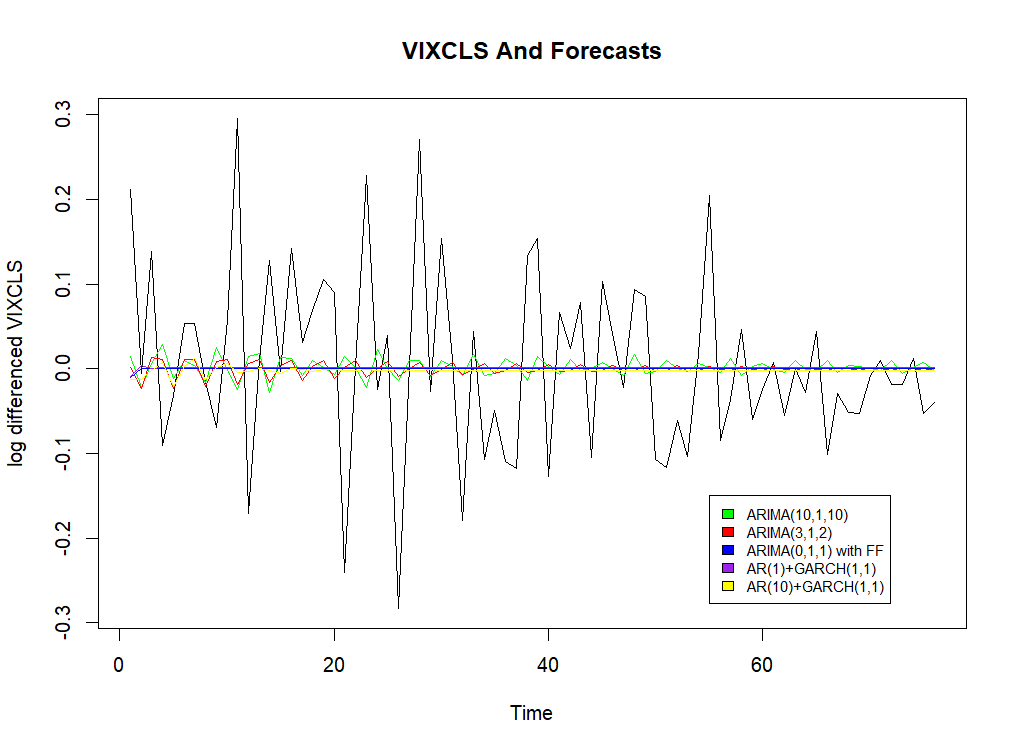 VIXCLS And Forecasts
log differenced VIXCLS
0.3
0.2
0.1
0.0
-0.1
-0.2
-0.3
ARIMA(10,1,10)
ARIMA(3,1,2)
ARIMA(0,1,1) with FF
AR(1)+GARCH(1,1)
AR(10)+GARCH(1,1)
0 20 40 60
Time